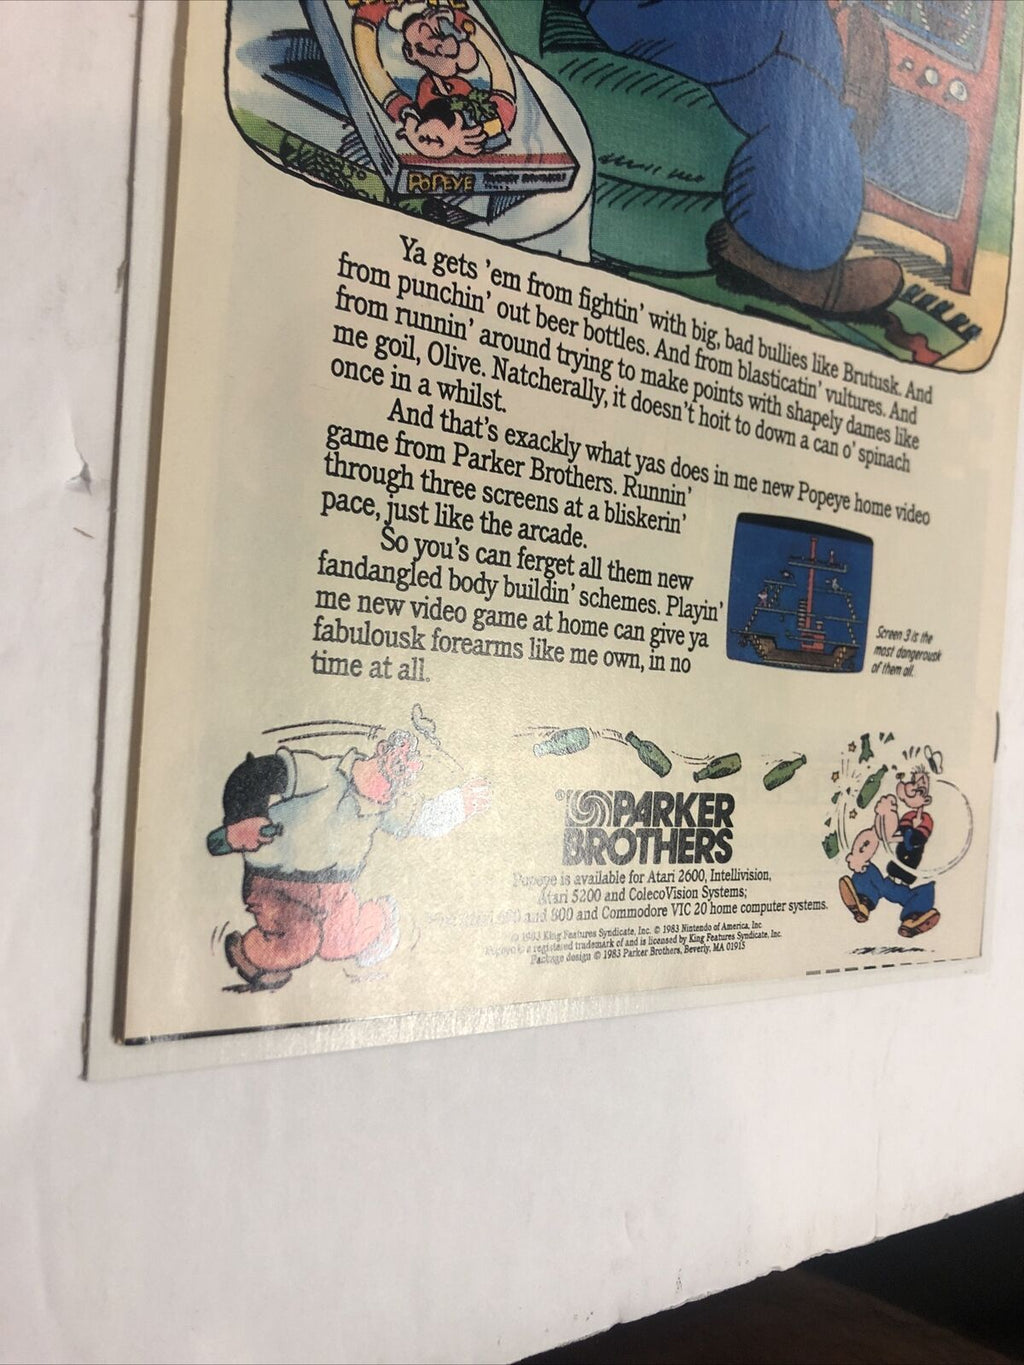 POPEYE
Ya gets 'em from fightin' with big, bad bullies like Brutusk. And
from punchin' out beer bottles. And from blasticatin' vultures. And
from runnin' around trying to make points with shapely dames like
me goil, Olive. Natcherally, it doesn't hoit to down a can o' spinach
once in a whilst.
And that's exackly what yas does in me new Popeye home video
game from Parker Brothers. Runnin'
through three screens at a bliskerin'
pace, just like the arcade.
So you's can ferget all them new
fandangled body buildin' schemes. Playin'
me new video game at home can give ya
fabulousk forearms like me own, in no
time at all.
Screen 3 is the
most dangerousk
of them all.
PARKER
BROTHERS
Popeye is available for Atari 2600, Intellivision,
Atari 5200 and ColecoVision Systems;
and 800 and Commodore VIC 20 home computer systems.
© 1983 King Features Syndicate, Inc. © 1983 Nintendo of America, Inc
Popeye is a registered trademark of and is licensed by King Features Syndicate, Inc.
Package design © 1983 Parker Brothers, Beverly, MA 01915